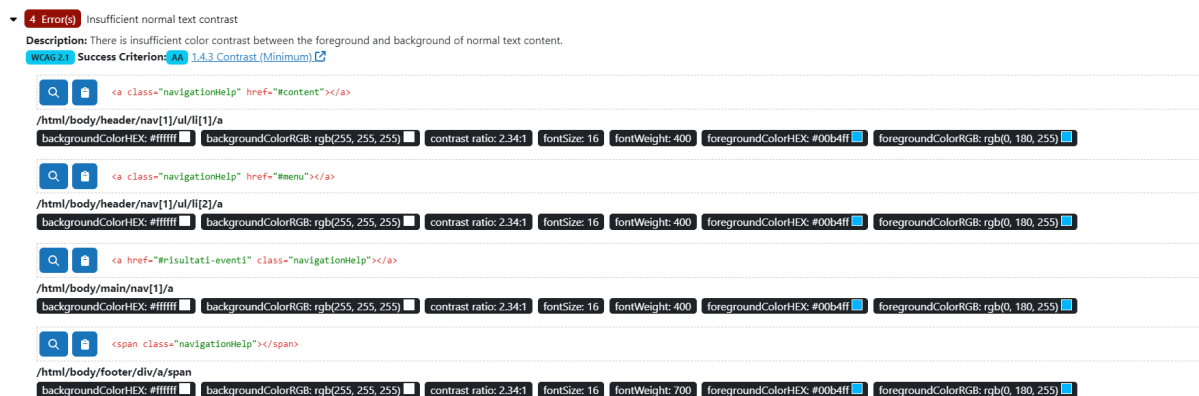 4 Error(s) Insufficient normal text contrast
Description: There is insufficient color contrast between the foreground and background of normal text content.
WCAG 2.1 Success Criterion: AA 1.4.3 Contrast (Minimum)
<a class="navigationHelp" href="#content"></a>
/html/body/header/nav[1]/ul/li[1]/a
backgroundColorHEX: #ffffff backgroundColorRGB: rgb(255, 255, 255) contrast ratio: 2.34:1 fontSize: 16 fontWeight: 400 foregroundColorHEX: #00b4ff foregroundColorRGB: rgb(0, 180, 255)
<a class="navigationHelp" href="#menu"></a>
/html/body/header/nav[1]/ul/li[2]/a
backgroundColorHEX: #ffffff backgroundColorRGB: rgb(255, 255, 255) contrast ratio: 2.34:1 fontSize: 16 fontWeight: 400 foregroundColorHEX: #00b4ff foregroundColorRGB: rgb(0, 180, 255)
<a href="#risultati-eventi" class="navigationHelp"></a>
/html/body/main/nav[1]/a
backgroundColorHEX: #ffffff backgroundColorRGB: rgb(255, 255, 255) contrast ratio: 2.34:1 fontSize: 16 fontWeight: 400 foregroundColorHEX: #00b4ff foregroundColorRGB: rgb(0, 180, 255)
<span class="navigationHelp"></span>
/html/body/footer/div/a/span
backgroundColorHEX: #ffffff backgroundColorRGB: rgb(255, 255, 255) contrast ratio: 2.34:1 fontSize: 16 fontWeight: 700 foregroundColorHEX: #00b4ff foregroundColorRGB: rgb(0, 180, 255)